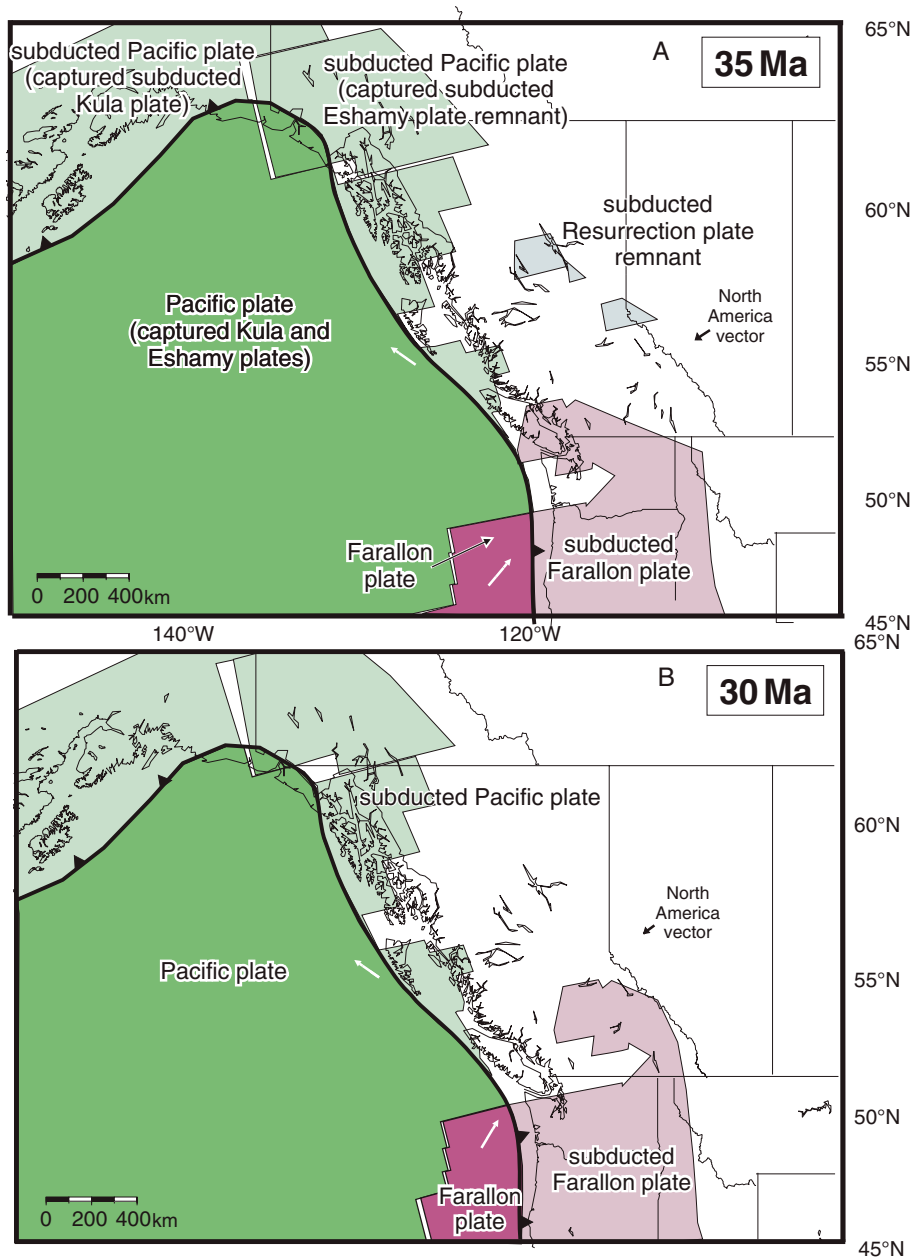 65°N
A
35 Ma
subducted Pacific plate
(captured subducted
Kula plate)
subducted Pacific plate
(captured subducted
Eshamy plate remnant)
60°N
subducted
Resurrection plate
remnant
North
America
vector
Pacific plate
(captured Kula and
Eshamy plates)
55°N
50°N
Farallon
plate
subducted
Farallon plate
0 200 400km
45°N
140°W
120°W
65°N
B
30 Ma
subducted Pacific plate
60°N
North
America
vector
Pacific plate
55°N
50°N
subducted
Farallon plate
Farallon
plate
0 200 400km
45°N